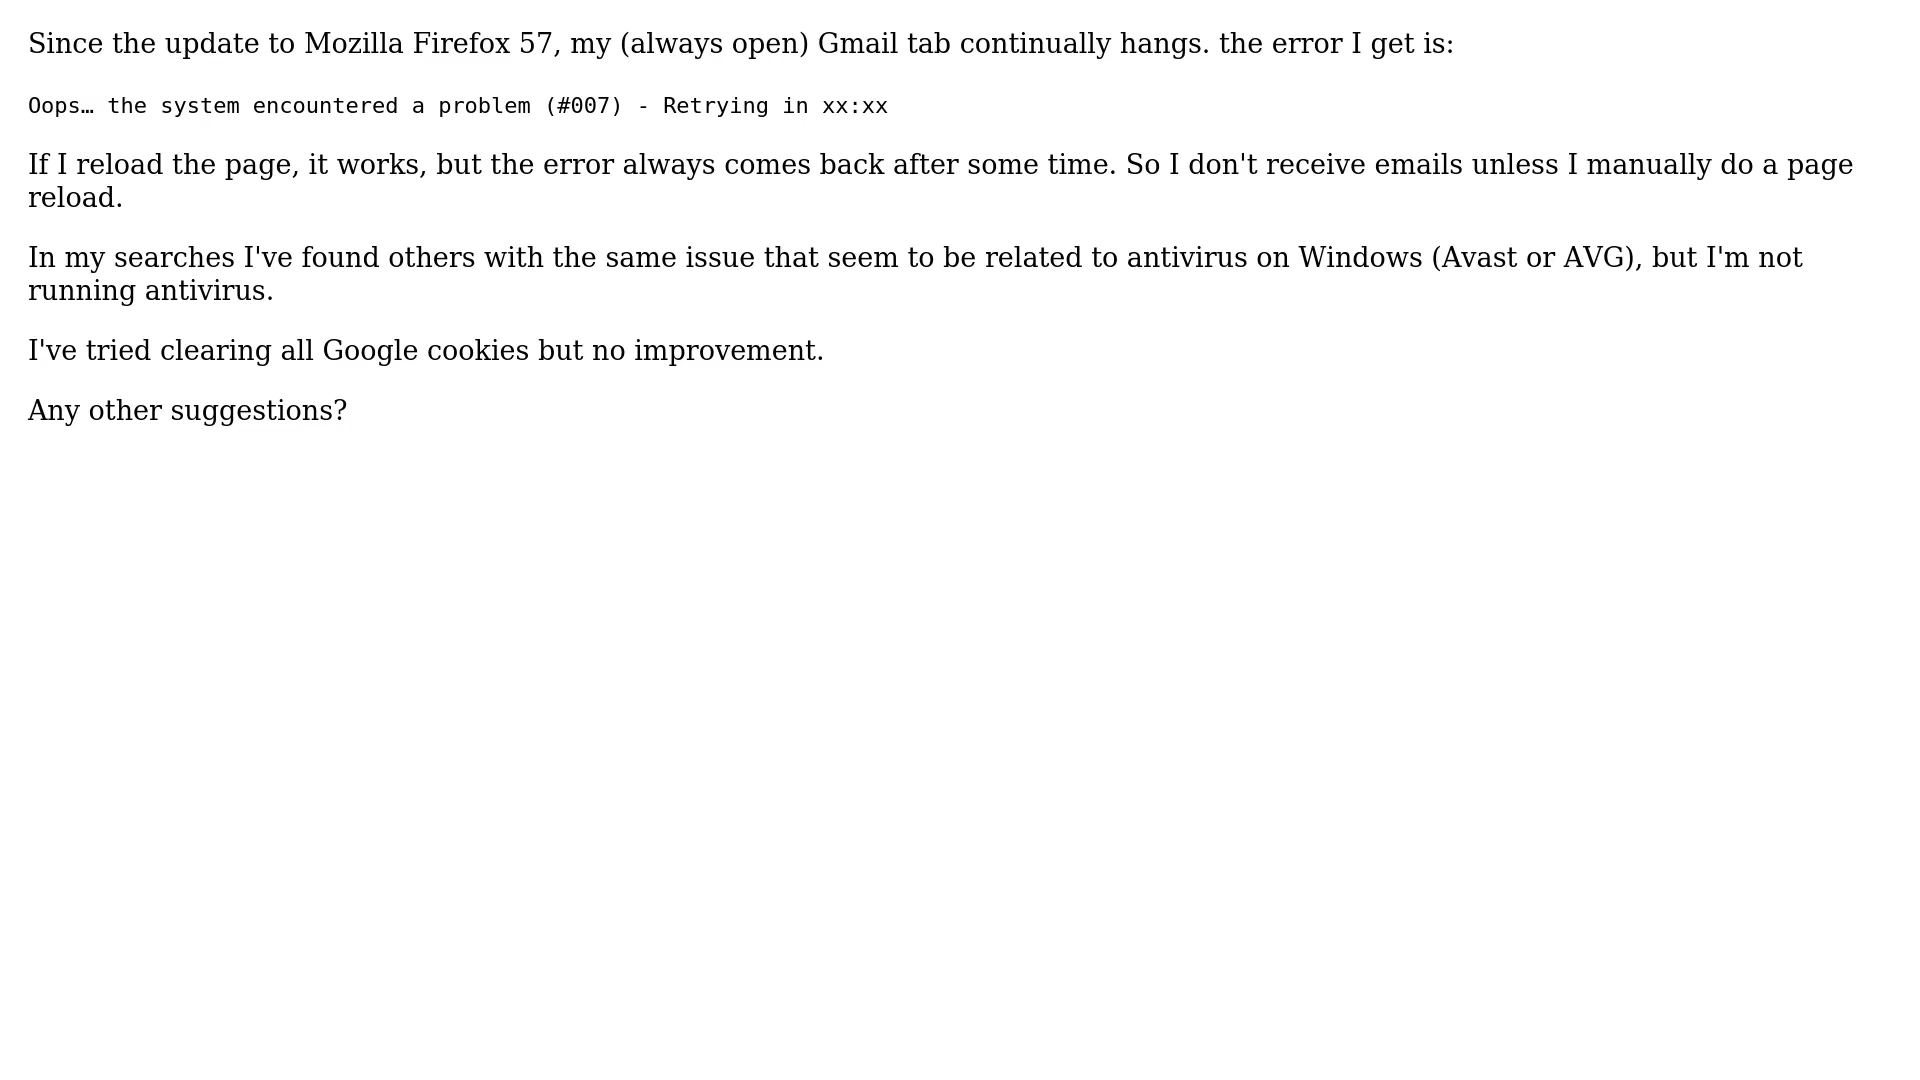 Since the update to Mozilla Firefox 57, my (always open) Gmail tab continually hangs. the error I get is:
Oops… the system encountered a problem (#007) - Retrying in xx:xx
If I reload the page, it works, but the error always comes back after some time. So I don't receive emails unless I manually do a page
reload.
In my searches I've found others with the same issue that seem to be related to antivirus on Windows (Avast or AVG), but I'm not
running antivirus.
I've tried clearing all Google cookies but no improvement.
Any other suggestions?